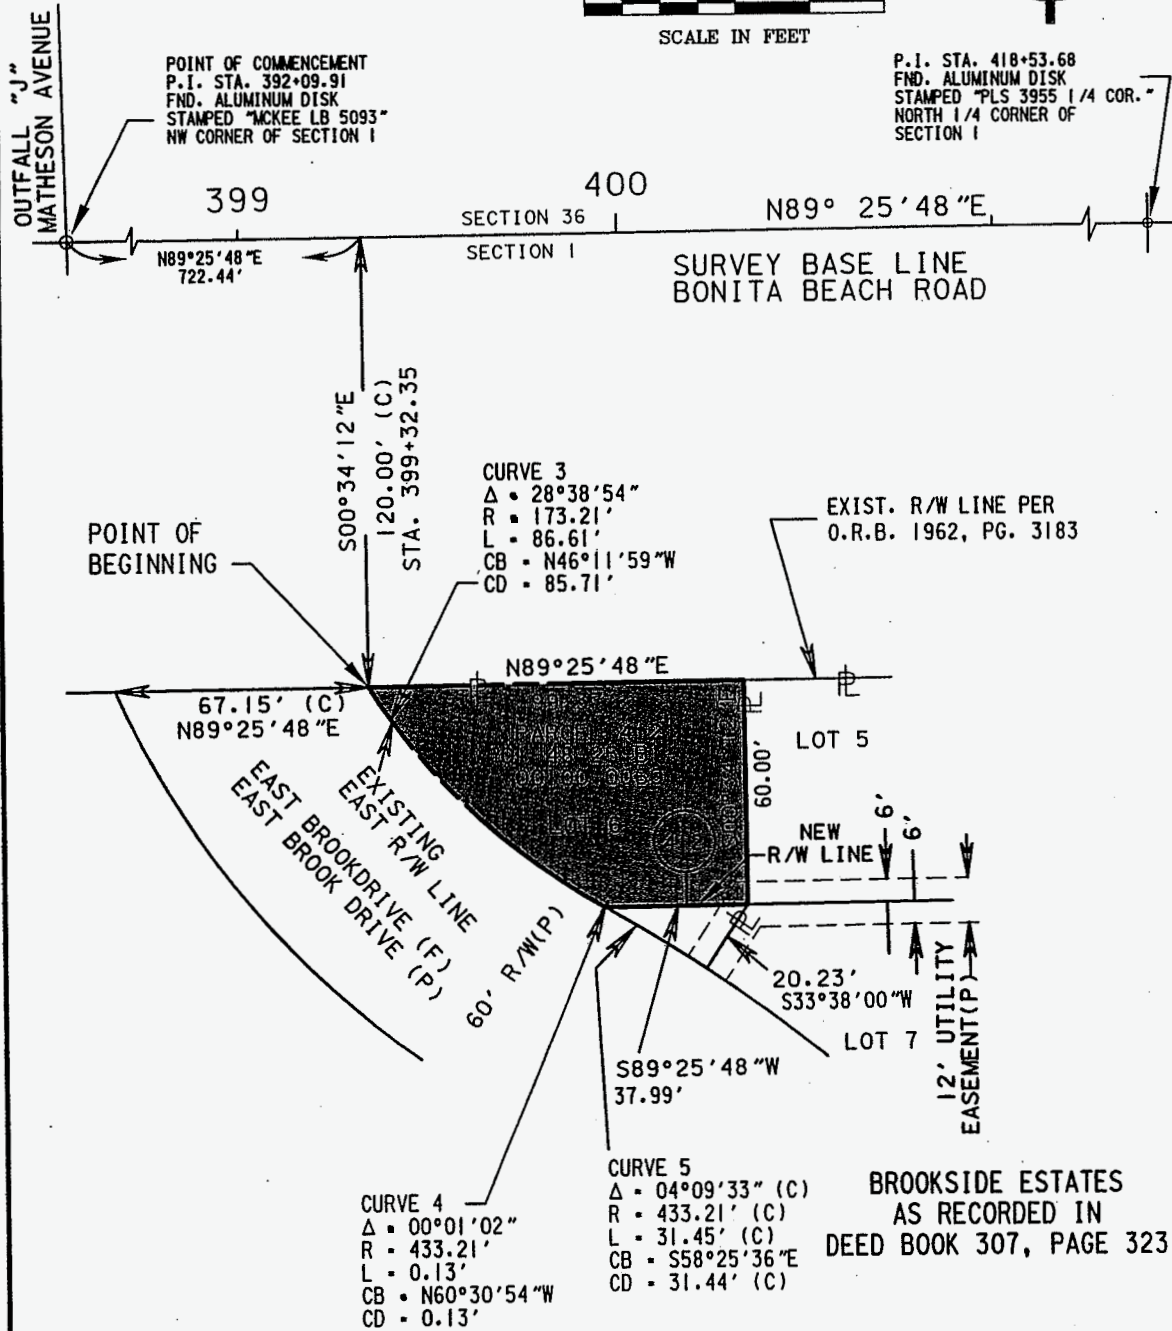 SCALE IN FEET
OUTFALL "J"
MATHESON AVENUE
POINT OF COMMENCEMENT
P.I. STA. 392+09.91
FND. ALUMINUM DISK
STAMPED "MCKEE LB 5093"
NW CORNER OF SECTION 1
P.I. STA. 418+53.68
FND. ALUMINUM DISK
STAMPED "PLS 3955 1/4 COR."
NORTH 1/4 CORNER OF
SECTION 1
399
400
SECTION 36
SECTION 1
N89° 25'48"E
N89°25'48"E
722.44'
SURVEY BASE LINE
BONITA BEACH ROAD
S00°34'12"E
120.00' (C)
STA. 399+32.35
CURVE 3
Δ = 28°38'54"
R = 173.21'
L = 86.61'
CB = N46°11'59"W
CD = 85.71'
EXIST. R/W LINE PER
O.R.B. 1962, PG. 3183
POINT OF
BEGINNING
N89°25'48"E
67.15' (C)
N89°25'48"E
LOT 5
60.00'
LOT 6
EXISTING
EAST R/W LINE
EAST BROOKDRIVE (F)
EAST BROOK DRIVE (P)
60' R/W(P)
NEW
R/W LINE
6'
6'
20.23'
S33°38'00"W
LOT 7
12' UTILITY
EASEMENT(P)
S89°25'48"W
37.99'
CURVE 4
Δ = 00°01'02"
R = 433.21'
L = 0.13'
CB = N60°30'54"W
CD = 0.13'
CURVE 5
Δ = 04°09'33" (C)
R = 433.21' (C)
L = 31.45' (C)
CB = S58°25'36"E
CD = 31.44' (C)
BROOKSIDE ESTATES
AS RECORDED IN
DEED BOOK 307, PAGE 323